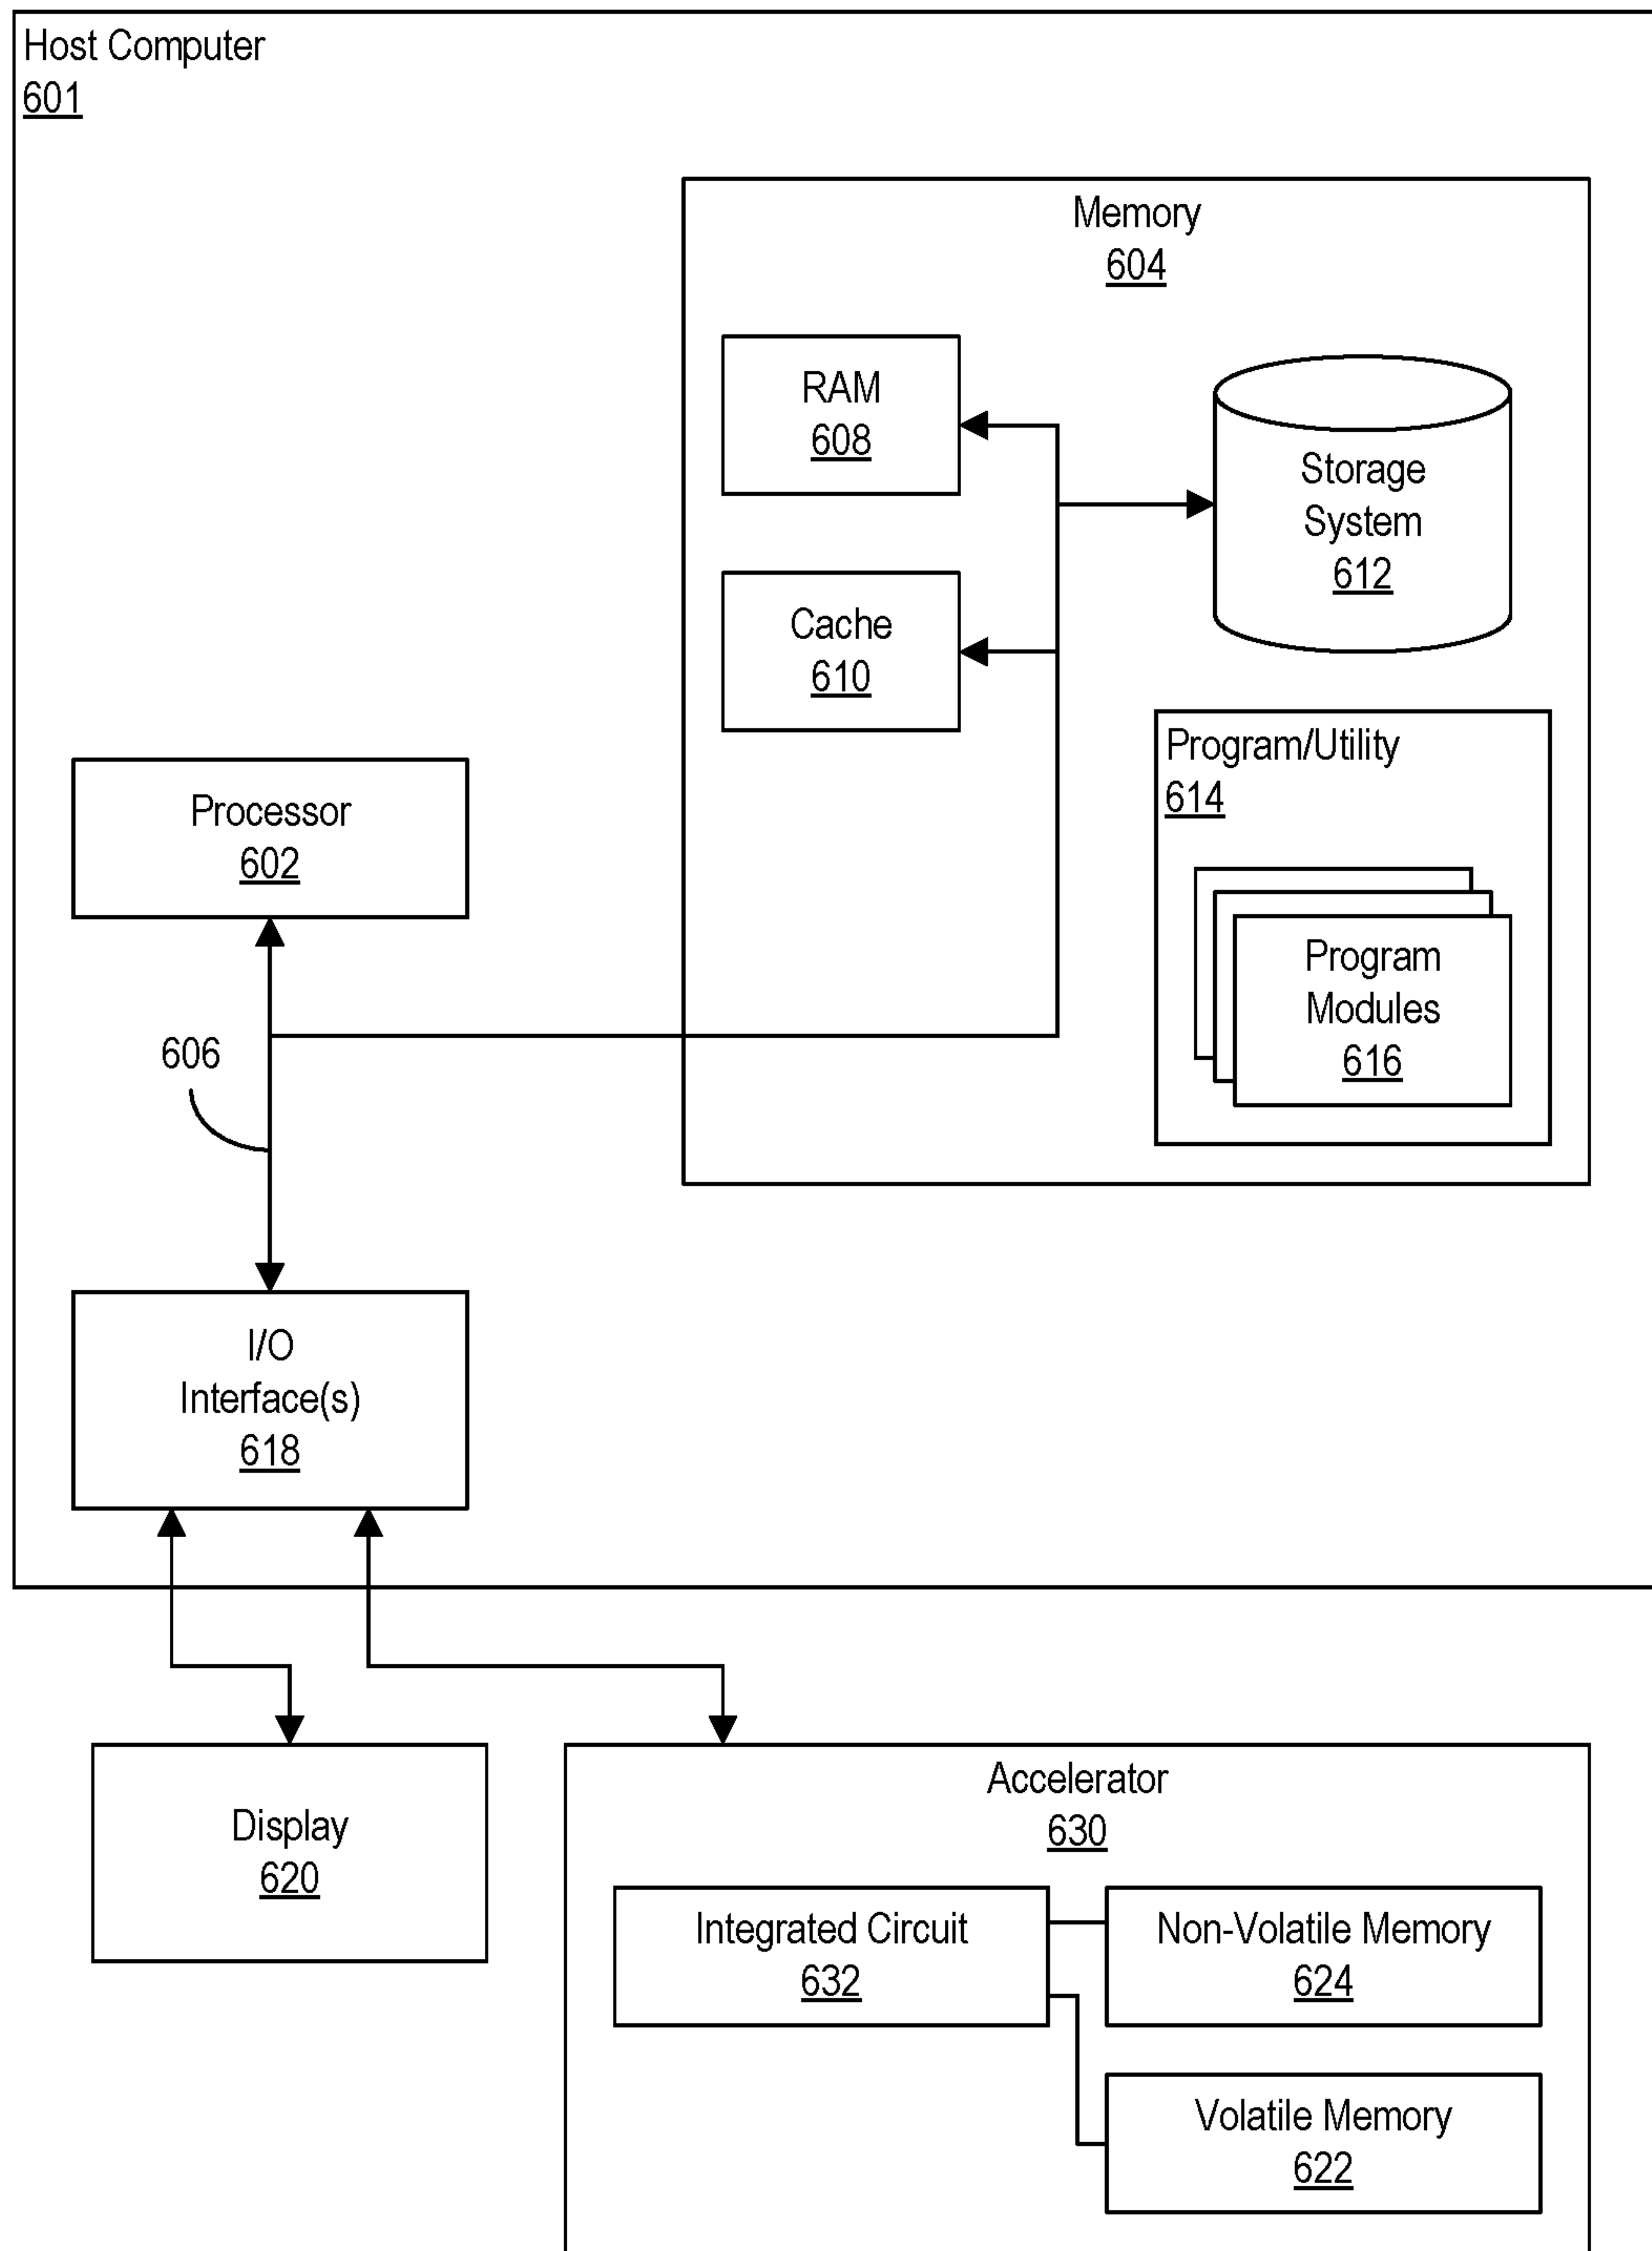 Host Computer
601
Memory
604
RAM
608
Storage
System
612
Cache
610
Program/Utility
614
Processor
602
Program
Modules
616
606
I/O
Interface(s)
618
Accelerator
630
Display
620
Integrated Circuit
632
Non-Volatile Memory
624
Volatile Memory
622